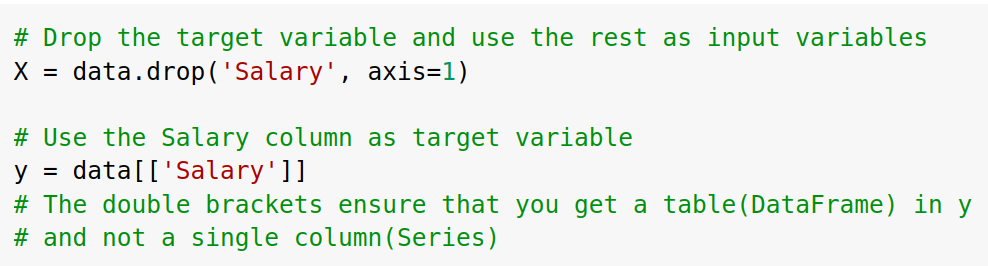 # Drop the target variable and use the rest as input variables
X = data.drop('Salary', axis=1)
# Use the Salary column as target variable
y = data[['Salary']]
# The double brackets ensure that you get a table(DataFrame) in y
# and not a single column(Series)